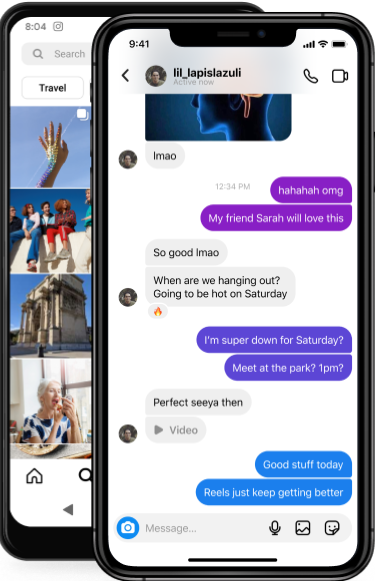 8:04
Search
Travel
9:41
lil_lapislazuli
Active now
lmao
12:34 PM
hahahah omg
My friend Sarah will love this
So good lmao
When are we hanging out?
Going to be hot on Saturday
I'm super down for Saturday?
Meet at the park? 1pm?
Perfect seeya then
Video
Good stuff today
Reels just keep getting better
Message...